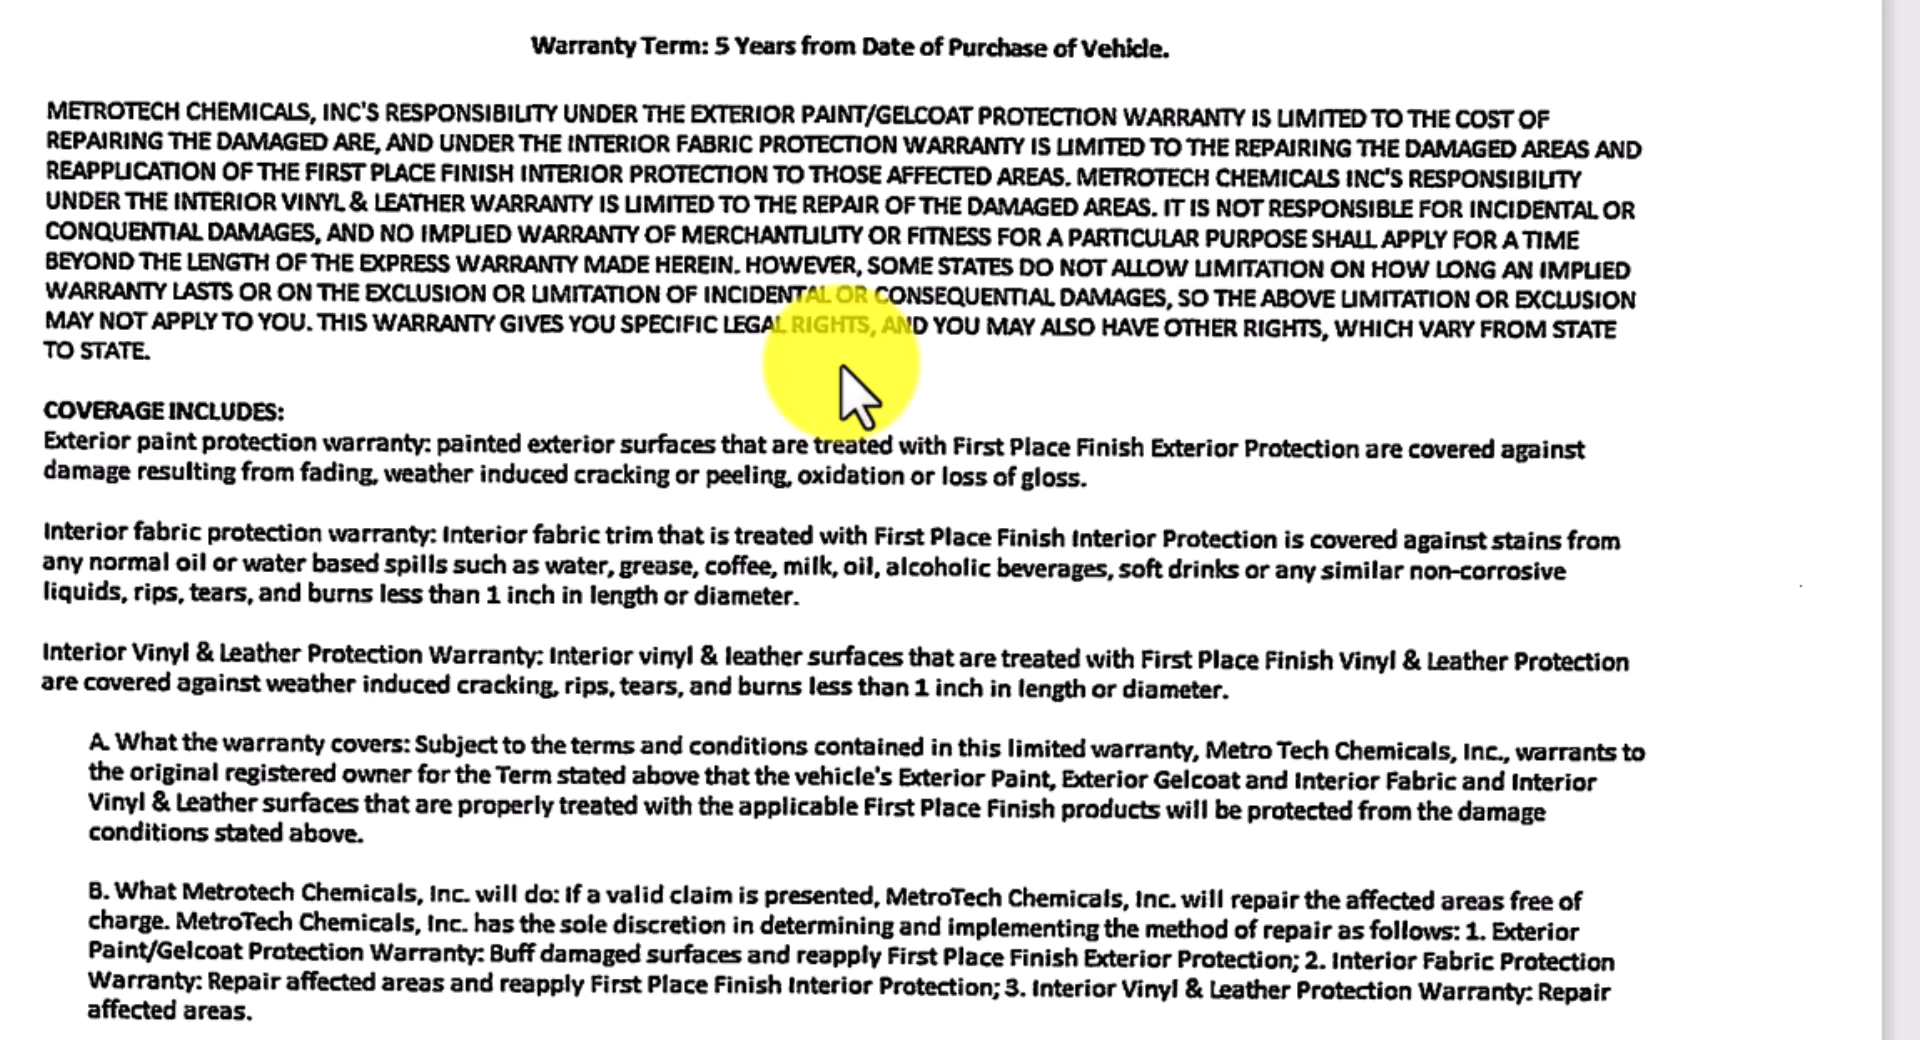 Warranty Term: 5 Years from Date of Purchase of Vehicle.
METROTECH CHEMICALS, INC'S RESPONSIBILITY UNDER THE EXTERIOR PAINT/GELCOAT PROTECTION WARRANTY IS LIMITED TO THE COST OF
REPAIRING THE DAMAGED ARE, AND UNDER THE INTERIOR FABRIC PROTECTION WARRANTY IS LIMITED TO THE REPAIRING THE DAMAGED AREAS AND
REAPPLICATION OF THE FIRST PLACE FINISH INTERIOR PROTECTION TO THOSE AFFECTED AREAS. METROTECH CHEMICALS INC'S RESPONSIBILITY
UNDER THE INTERIOR VINYL & LEATHER WARRANTY IS LIMITED TO THE REPAIR OF THE DAMAGED AREAS. IT IS NOT RESPONSIBLE FOR INCIDENTAL OR
CONQUENTIAL DAMAGES, AND NO IMPLIED WARRANTY OF MERCHANTLILITY OR FITNESS FOR A PARTICULAR PURPOSE SHALL APPLY FOR A TIME
BEYOND THE LENGTH OF THE EXPRESS WARRANTY MADE HEREIN. HOWEVER, SOME STATES DO NOT ALLOW LIMITATION ON HOW LONG AN IMPLIED
WARRANTY LASTS OR ON THE EXCLUSION OR LIMITATION OF INCIDENTAL OR CONSEQUENTIAL DAMAGES, SO THE ABOVE LIMITATION OR EXCLUSION
MAY NOT APPLY TO YOU. THIS WARRANTY GIVES YOU SPECIFIC LEGAL RIGHTS, AND YOU MAY ALSO HAVE OTHER RIGHTS, WHICH VARY FROM STATE
TO STATE.
COVERAGE INCLUDES:
Exterior paint protection warranty: painted exterior surfaces that are treated with First Place Finish Exterior Protection are covered against
damage resulting from fading, weather induced cracking or peeling, oxidation or loss of gloss.
Interior fabric protection warranty: Interior fabric trim that is treated with First Place Finish Interior Protection is covered against stains from
any normal oil or water based spills such as water, grease, coffee, milk, oil, alcoholic beverages, soft drinks or any similar non-corrosive
liquids, rips, tears, and burns less than 1 inch in length or diameter.
Interior Vinyl & Leather Protection Warranty: Interior vinyl & leather surfaces that are treated with First Place Finish Vinyl & Leather Protection
are covered against weather induced cracking, rips, tears, and burns less than 1 inch in length or diameter.
A. What the warranty covers: Subject to the terms and conditions contained in this limited warranty, Metro Tech Chemicals, Inc., warrants to
the original registered owner for the Term stated above that the vehicle's Exterior Paint, Exterior Gelcoat and Interior Fabric and Interior
Vinyl & Leather surfaces that are properly treated with the applicable First Place Finish products will be protected from the damage
conditions stated above.
B. What Metrotech Chemicals, Inc. will do: If a valid claim is presented, MetroTech Chemicals, Inc. will repair the affected areas free of
charge. MetroTech Chemicals, Inc. has the sole discretion in determining and implementing the method of repair as follows: 1. Exterior
Paint/Gelcoat Protection Warranty: Buff damaged surfaces and reapply First Place Finish Exterior Protection; 2. Interior Fabric Protection
Warranty: Repair affected areas and reapply First Place Finish Interior Protection; 3. Interior Vinyl & Leather Protection Warranty: Repair
affected areas.